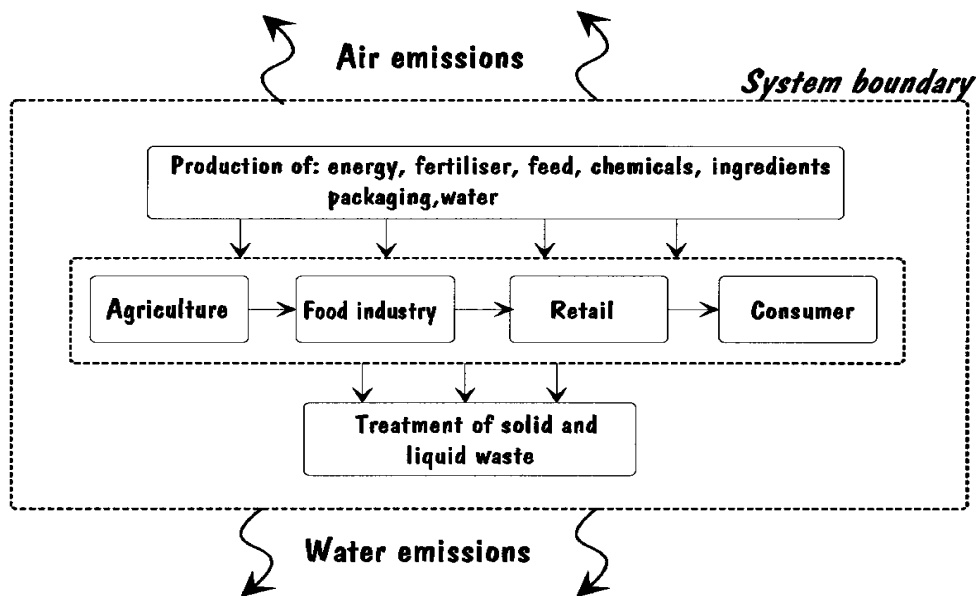 Air emissions
System boundary
Production of: energy, fertiliser, feed, chemicals, ingredients
packaging,water
Agriculture
Food industry
Retail
Consumer
Treatment of solid and
liquid waste
Water emissions